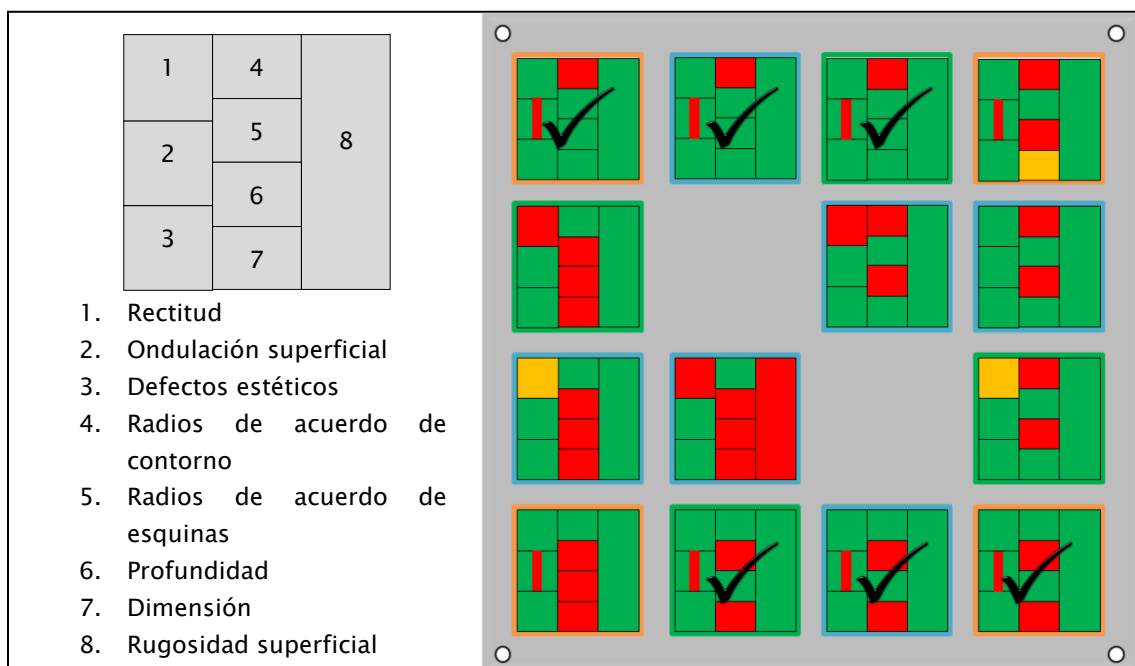 1
4
2
5
8
3
6
7
1. Rectitud
2. Ondulación superficial
3. Defectos estéticos
4. Radios de acuerdo de
contorno
5. Radios de acuerdo de
esquinas
6. Profundidad
7. Dimensión
8. Rugosidad superficial